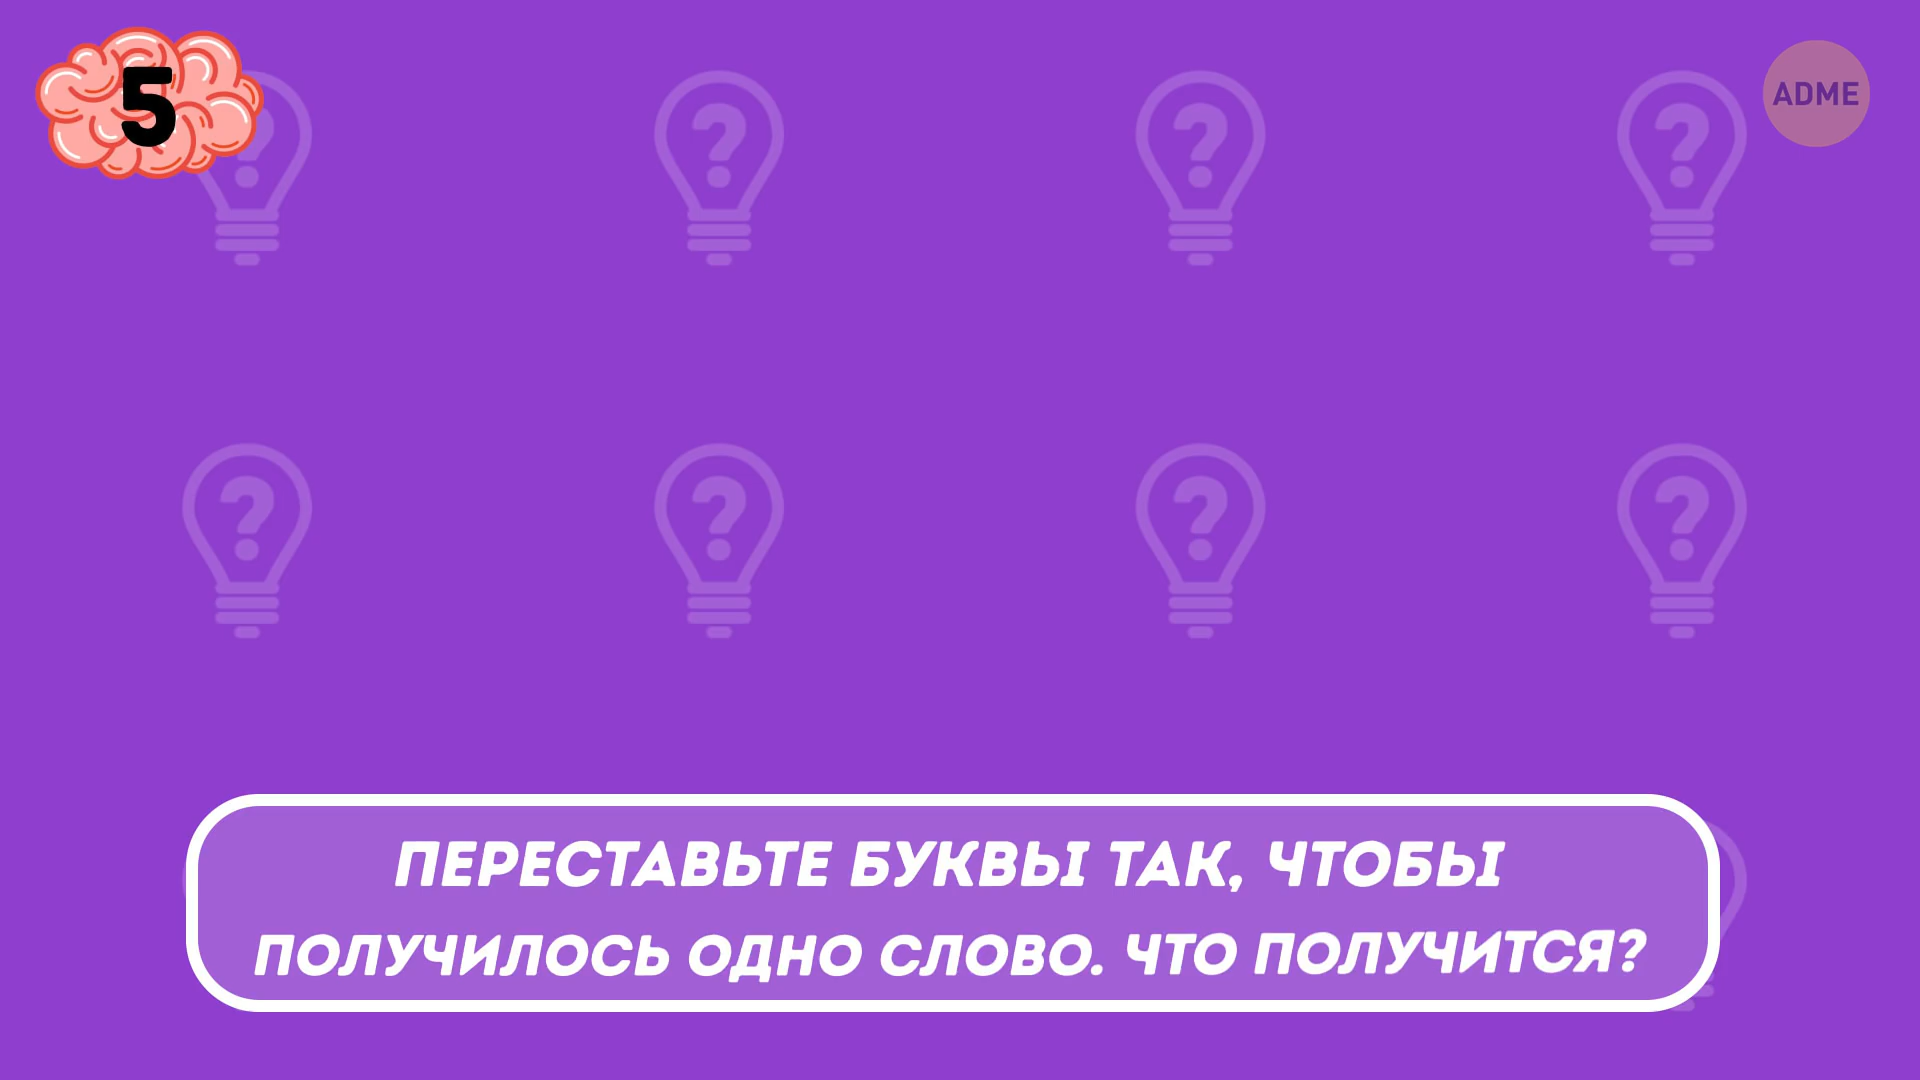 5
ADME
ПЕРЕСТАВЬТЕ БУКВЫ ТАК, ЧТОБЫ
ПОЛУЧИЛОСЬ ОДНО СЛОВО. ЧТО ПОЛУЧИТСЯ?